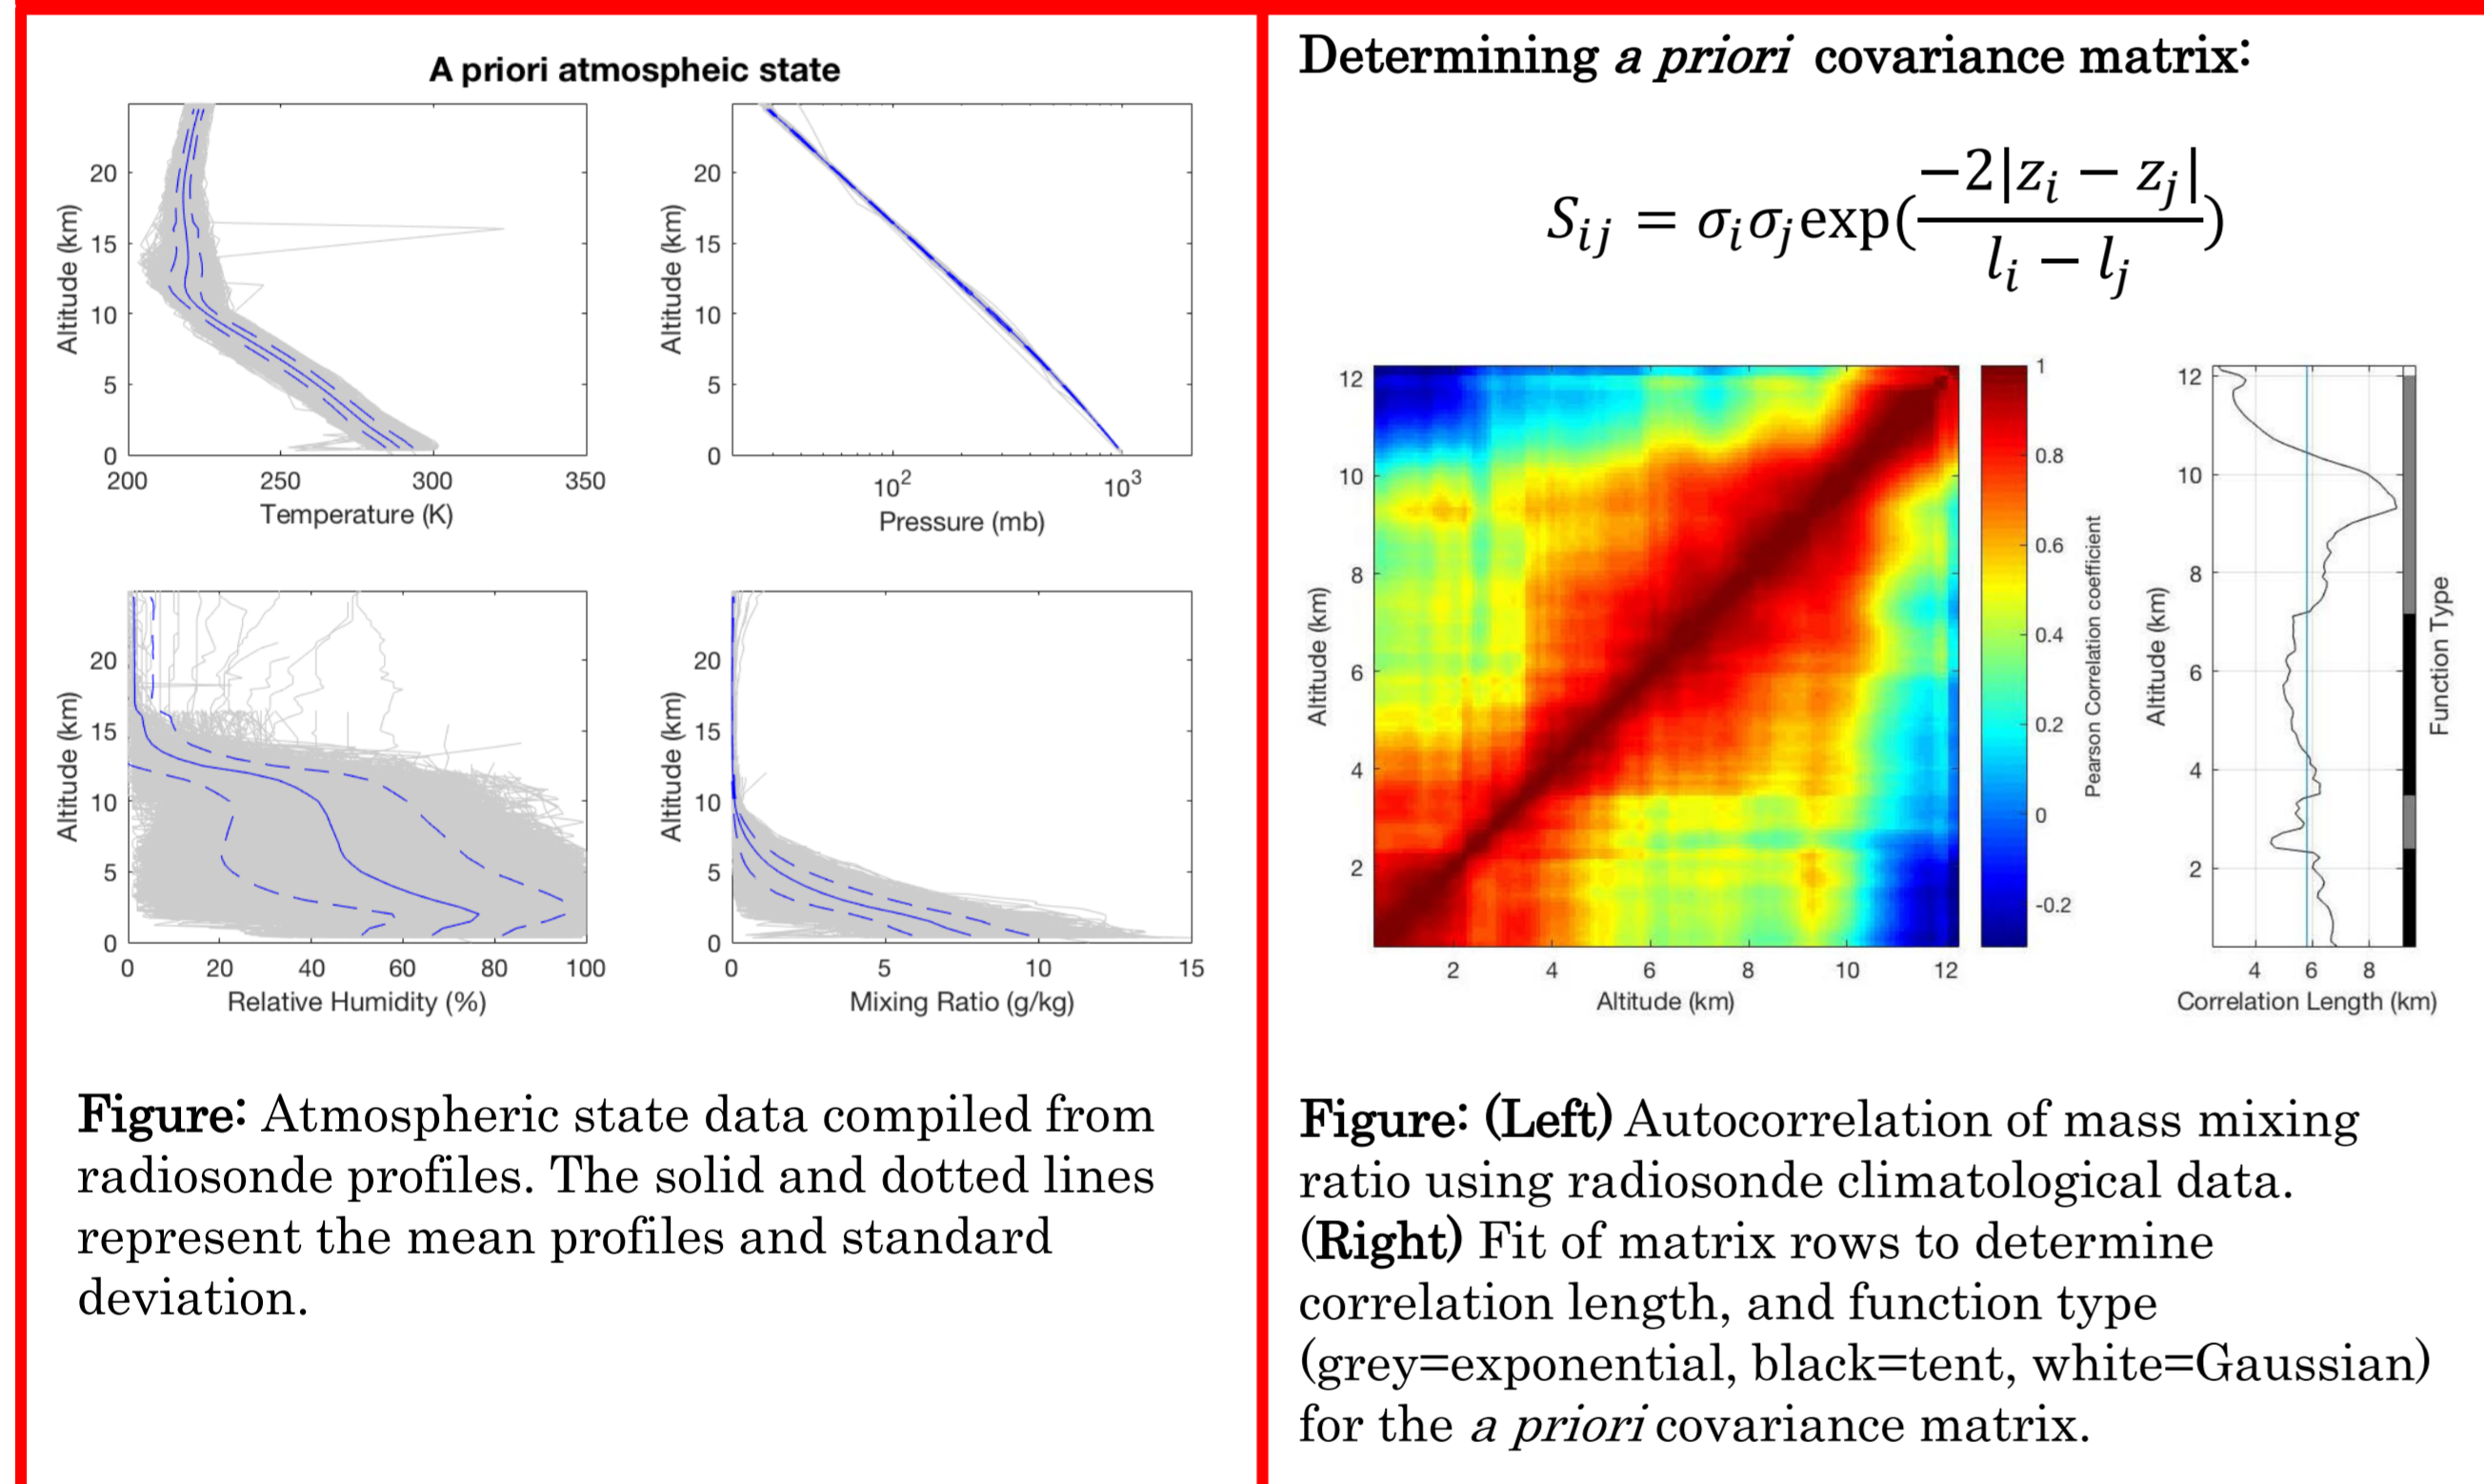 A priori atmospheic state
20
15
10
5
0
Altitude (km)
200 250 300 350
Temperature (K)
20
15
10
5
0
Altitude (km)
10² 10³
Pressure (mb)
20
15
10
5
0
Altitude (km)
0 20 40 60 80 100
Relative Humidity (%)
20
15
10
5
0
Altitude (km)
0 5 10 15
Mixing Ratio (g/kg)
Figure: Atmospheric state data compiled from
radiosonde profiles. The solid and dotted lines
represent the mean profiles and standard
deviation.
Determining a priori covariance matrix:
S_ij = σ_iσ_j exp(−2|z_i − z_j| / l_i − l_j)
12
10
8
6
4
2
Altitude (km)
2 4 6 8 10 12
Altitude (km)
1
0.8
0.6
0.4
0.2
0
-0.2
Pearson Correlation coefficient
12
10
8
6
4
2
Altitude (km)
4 6 8
Correlation Length (km)
Function Type
Figure: (Left) Autocorrelation of mass mixing
ratio using radiosonde climatological data.
(Right) Fit of matrix rows to determine
correlation length, and function type
(grey=exponential, black=tent, white=Gaussian)
for the a priori covariance matrix.